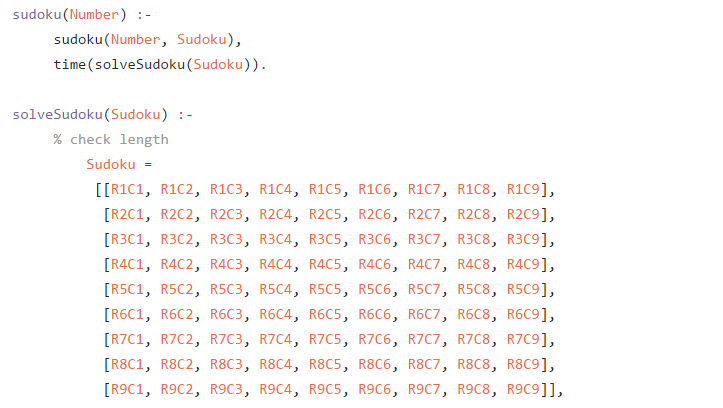 sudoku(Number) :-
sudoku(Number, Sudoku),
time(solveSudoku(Sudoku)).
solveSudoku(Sudoku) :-
% check length
Sudoku =
[[R1C1, R1C2, R1C3, R1C4, R1C5, R1C6, R1C7, R1C8, R1C9],
[R2C1, R2C2, R2C3, R2C4, R2C5, R2C6, R2C7, R2C8, R2C9],
[R3C1, R3C2, R3C3, R3C4, R3C5, R3C6, R3C7, R3C8, R3C9],
[R4C1, R4C2, R4C3, R4C4, R4C5, R4C6, R4C7, R4C8, R4C9],
[R5C1, R5C2, R5C3, R5C4, R5C5, R5C6, R5C7, R5C8, R5C9],
[R6C1, R6C2, R6C3, R6C4, R6C5, R6C6, R6C7, R6C8, R6C9],
[R7C1, R7C2, R7C3, R7C4, R7C5, R7C6, R7C7, R7C8, R7C9],
[R8C1, R8C2, R8C3, R8C4, R8C5, R8C6, R8C7, R8C8, R8C9],
[R9C1, R9C2, R9C3, R9C4, R9C5, R9C6, R9C7, R9C8, R9C9]],